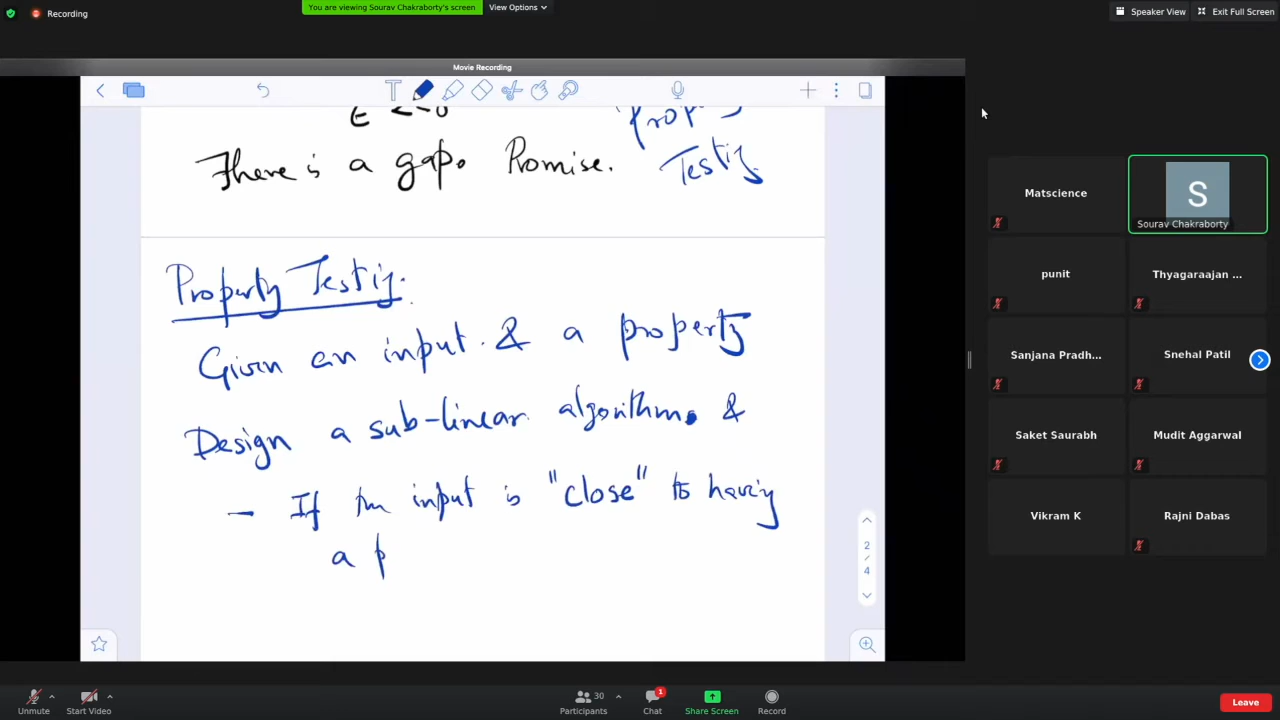 Recording
You are viewing Sourav Chakraborty's screen
View Options
Speaker View
Exit Full Screen
Movie Recording
There is a gap. Promise.
Testing
Property Testing.
Given an input & a property
Design a sub-linear algorithm &
- If the input is "close" to having
a p
2
/
4
Matscience
S
Sourav Chakraborty
punit
Thyagaraajan ...
Sanjana Pradh...
Snehal Patil
Saket Saurabh
Mudit Aggarwal
Vikram K
Rajni Dabas
Unmute
Start Video
30
Participants
1
Chat
Share Screen
Record
Leave